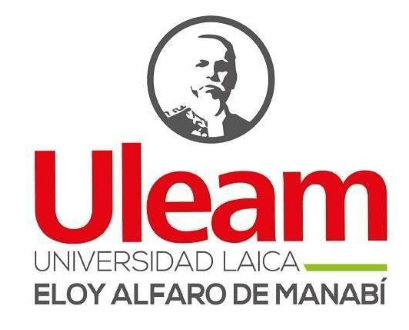 Uleam
UNIVERSIDAD LAICA
ELOY ALFARO DE MANABÍ